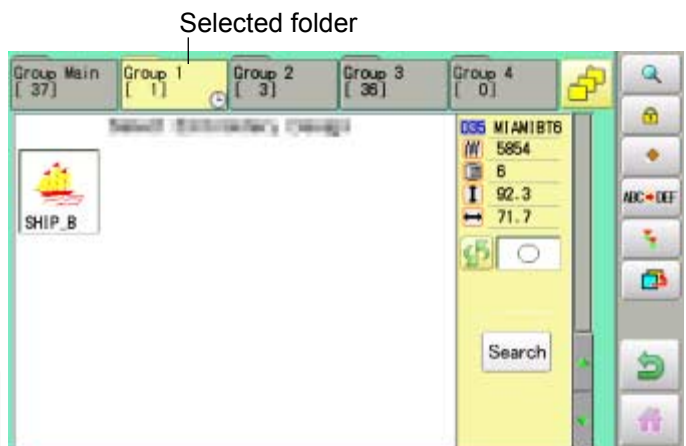 Selected folder
Group Main
[ 37]
Group 1
[ 1]
Group 2
[ 3]
Group 3
[ 36]
Group 4
[ 0]
035 MIAMIBT6
5854
6
92.3
71.7
SHIP_B
Search
ABC DEF